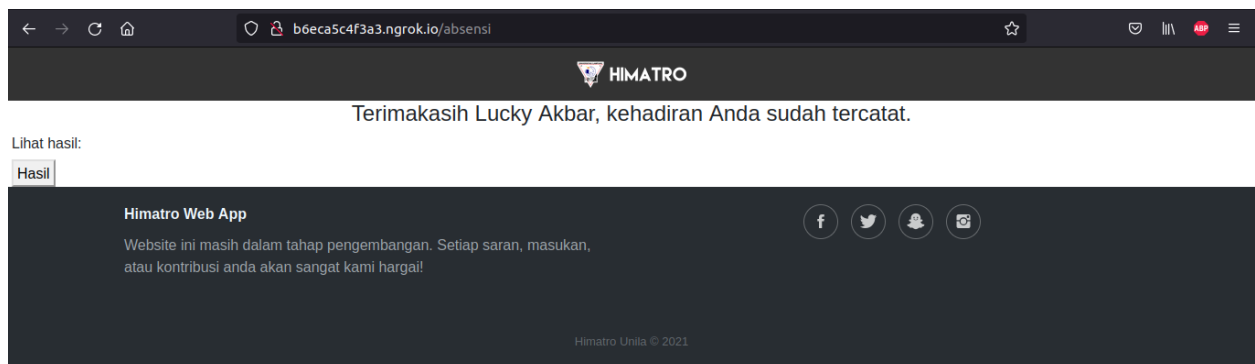 b6eca5c4f3a3.ngrok.io/absensi
ABP
HIMATRO
Terimakasih Lucky Akbar, kehadiran Anda sudah tercatat.
Lihat hasil:
Hasil
Himatro Web App
Website ini masih dalam tahap pengembangan. Setiap saran, masukan,
atau kontribusi anda akan sangat kami hargai!
Himatro Unila © 2021